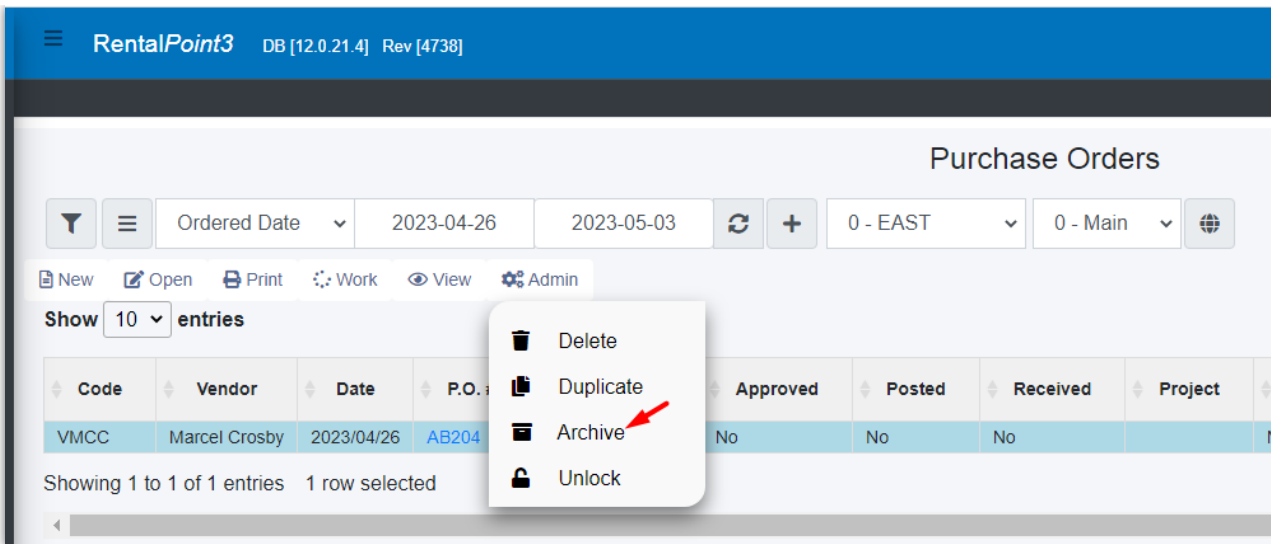 RentalPoint3 DB [12.0.21.4] Rev [4738]
Purchase Orders
Ordered Date 2023-04-26 2023-05-03 0 - EAST 0 - Main
New Open Print Work View Admin
Show 10 entries
Delete
Duplicate
Archive
Unlock
Code Vendor Date P.O. Approved Posted Received Project
VMCC Marcel Crosby 2023/04/26 AB204 No No No
Showing 1 to 1 of 1 entries 1 row selected